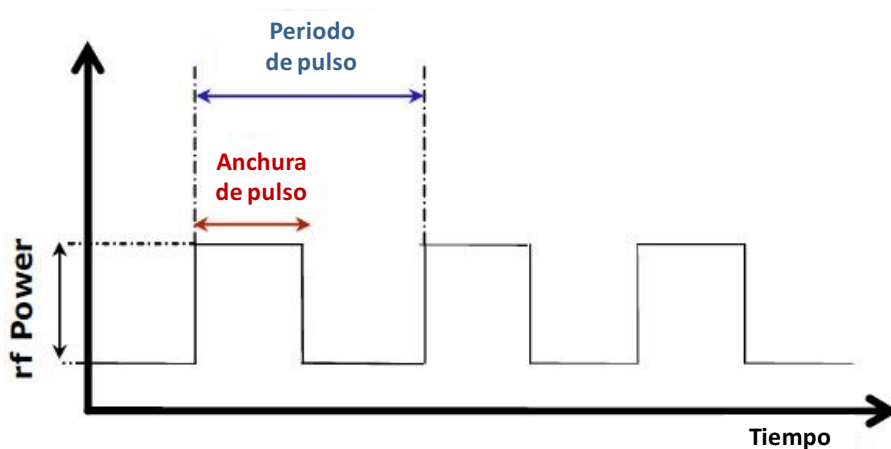 Periodo
de pulso
Anchura
de pulso
rf Power
Tiempo